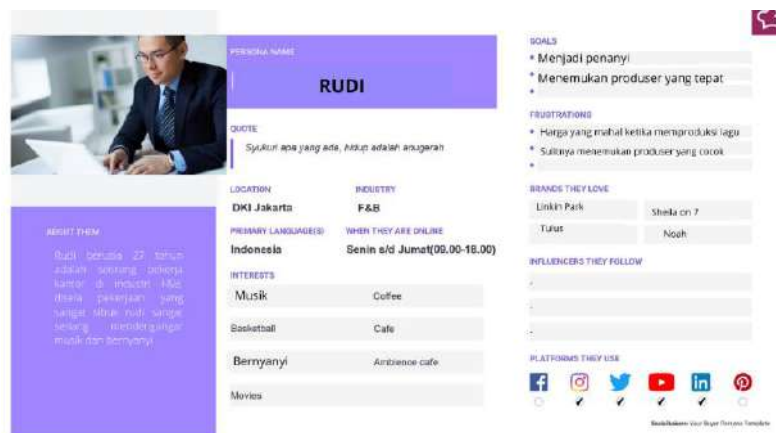 PERSONA NAME
RUDI
QUOTE
Syukuri apa yang ada, hidup adalah anugerah
LOCATION
INDUSTRY
DKI Jakarta
F&B
PRIMARY LANGUAGE(S)
WHEN THEY ARE ONLINE
Indonesia
Senin s/d Jumat(09.00-18.00)
INTERESTS
Musik
Coffee
Basketball
Cafe
Bernyanyi
Ambience cafe
Movies
ABOUT THEM
Rudi berusia 27 tahun
adalah seorang pekerja
kantor di industri F&B,
disela pekerjaan yang
sangat sibuk rudi sangat
senang mendengangar
musik dan bernyanyi
GOALS
Menjadi penanyi
Menemukan produser yang tepat
FRUSTRATIONS
Harga yang mahal ketika memproduksi lagu
Sulitnya menemukan produser yang cocok
BRANDS THEY LOVE
Linkin Park
Sheila on 7
Tulus
Noah
INFLUENCERS THEY FOLLOW
-
-
-
PLATFORMS THEY USE
Your Buyer Persona Template